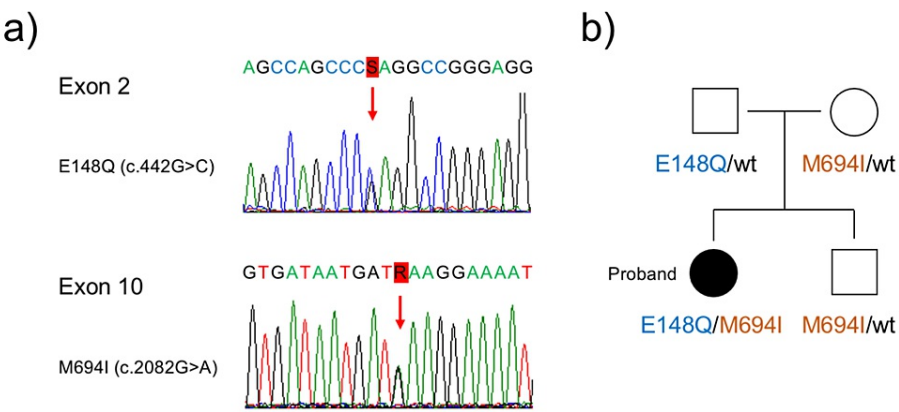 a)
Exon 2
AGCCAGCCCSAGGCCGGGAGG
E148Q (c.442G>C)
Exon 10
GTGATAATGATRAAGGAAAAT
M694I (c.2082G>A)
b)
E148Q/wt M694I/wt
Proband
E148Q/M694I M694I/wt